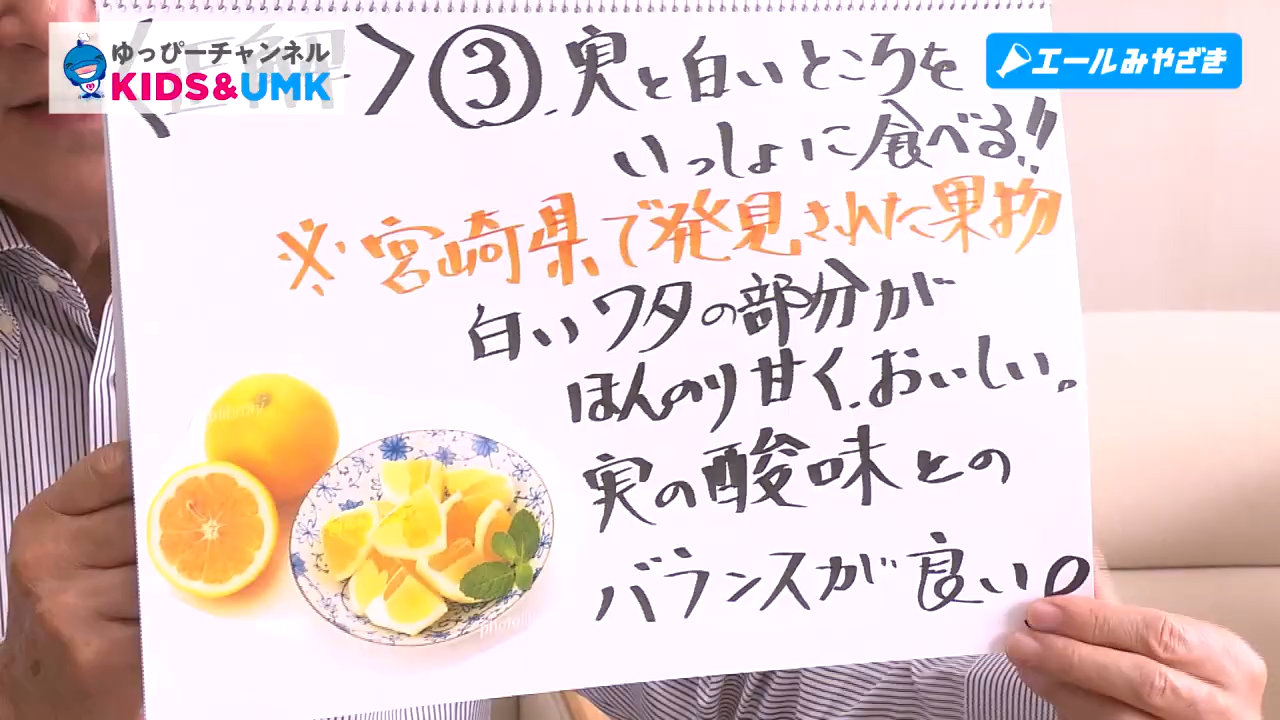 ゆっぴーチャンネル
KIDS&UMK
エールみやざき
<正解>③.実と白いところを
いっしょに食べる!!
※宮崎県で発見された果物
白いワタの部分が
ほんのり甘く、おいしい。
実の酸味との
バランスが良い。